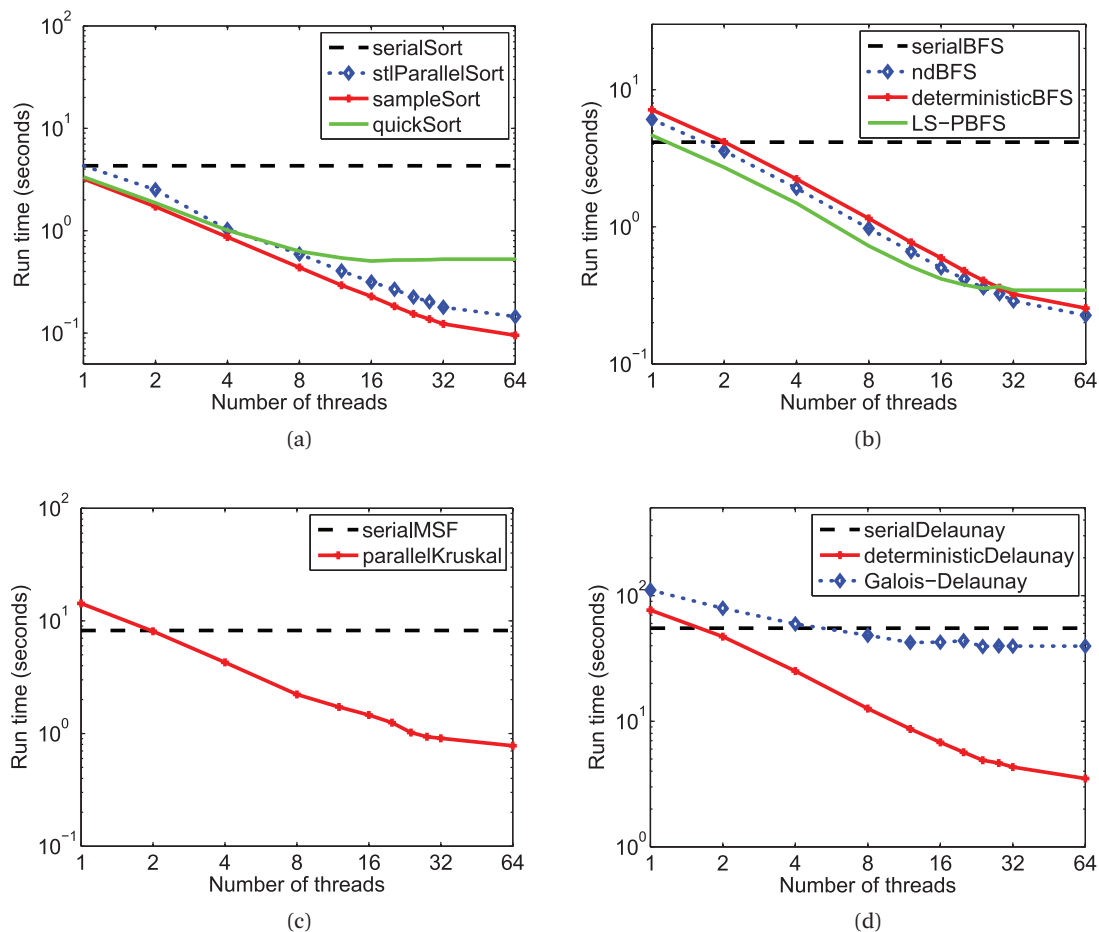 10^2
10^1
10^0
10^-1
Run time (seconds)
serialSort
stlParallelSort
sampleSort
quickSort
1 2 4 8 16 32 64
Number of threads
(a)
10^1
10^0
10^-1
Run time (seconds)
serialBFS
ndBFS
deterministicBFS
LS-PBFS
1 2 4 8 16 32 64
Number of threads
(b)
10^2
10^1
10^0
10^-1
Run time (seconds)
serialMSF
parallelKruskal
1 2 4 8 16 32 64
Number of threads
(c)
10^2
10^1
10^0
Run time (seconds)
serialDelaunay
deterministicDelaunay
Galois-Delaunay
1 2 4 8 16 32 64
Number of threads
(d)